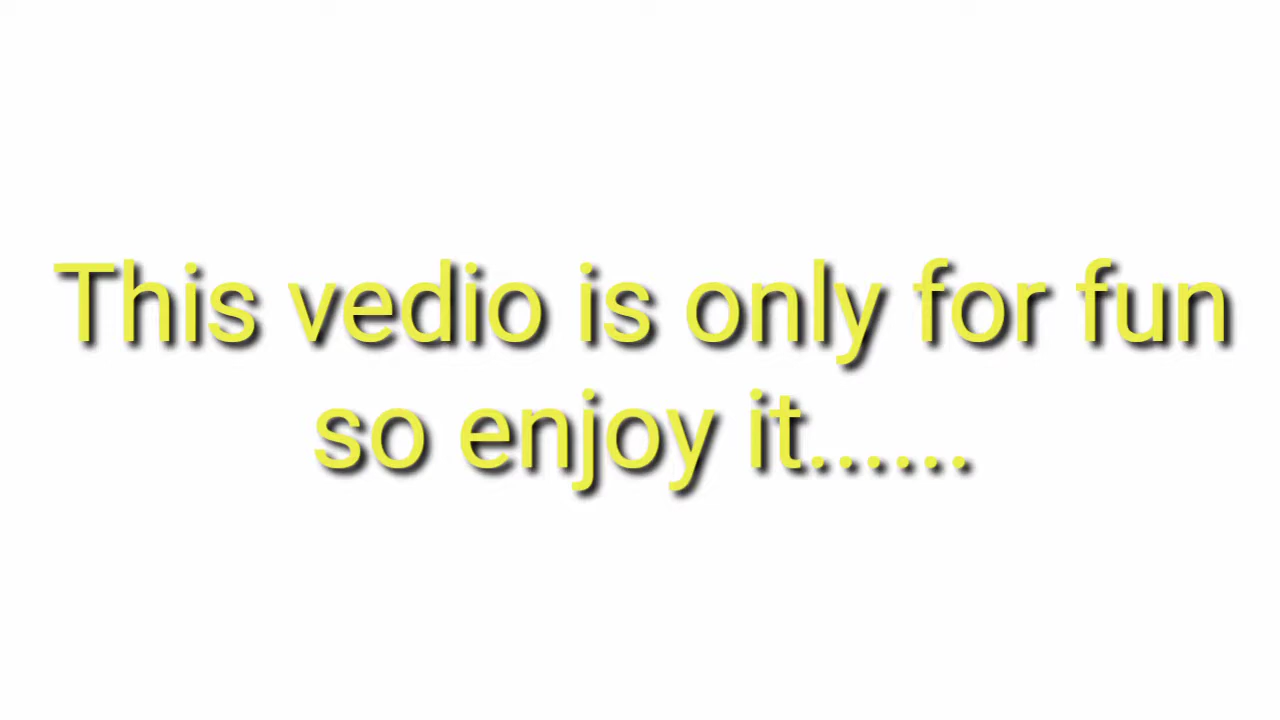 This vedio is only for fun
so enjoy it......